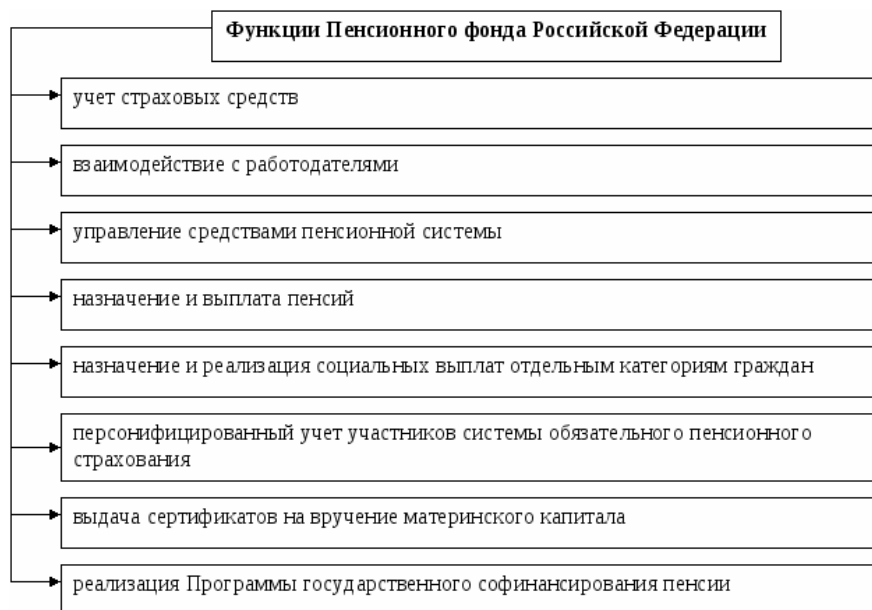 Функции Пенсионного фонда Российской Федерации
учет страховых средств
взаимодействие с работодателями
управление средствами пенсионной системы
назначение и выплата пенсий
назначение и реализация социальных выплат отдельным категориям граждан
персонифицированный учет участников системы обязательного пенсионного
страхования
выдача сертификатов на вручение материнского капитала
реализация Программы государственного софинансирования пенсии